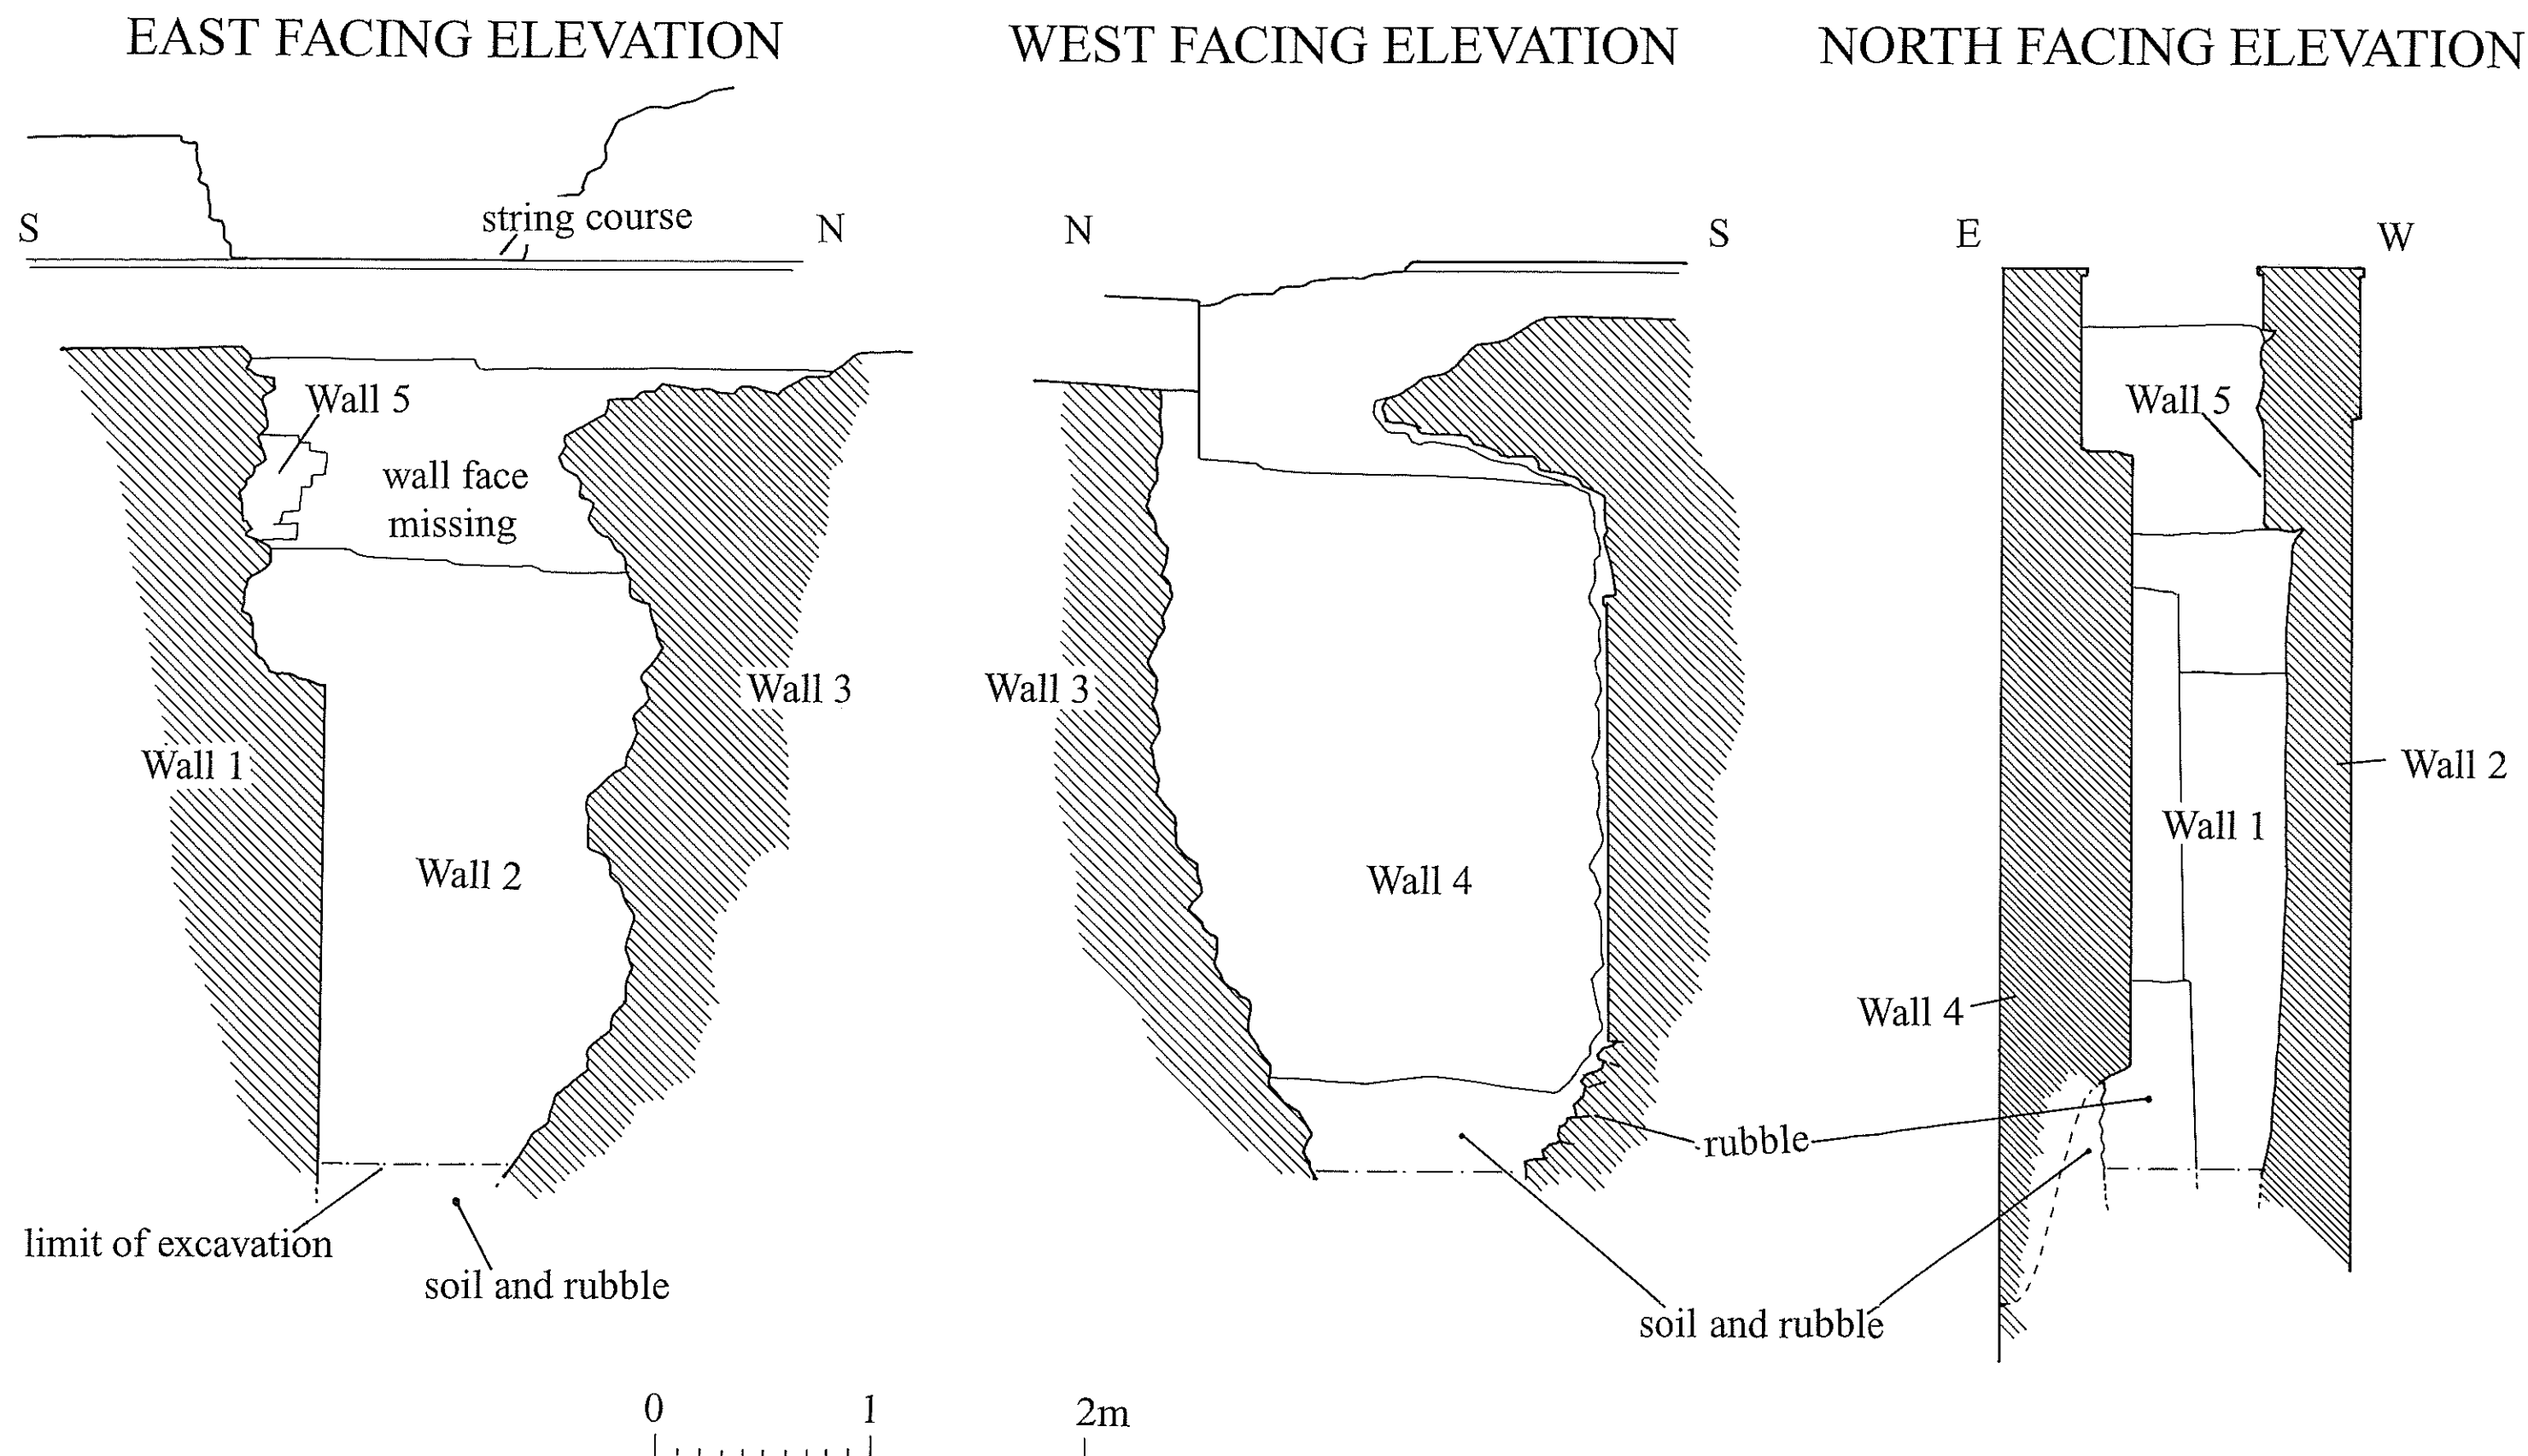 EAST FACING ELEVATION
S
N
string course
Wall 5
wall face
missing
Wall 3
Wall 1
Wall 2
limit of excavation
soil and rubble
WEST FACING ELEVATION
N
S
Wall 3
Wall 4
rubble
soil and rubble
NORTH FACING ELEVATION
E
W
Wall 5
Wall 2
Wall 1
Wall 4
0
1
2m